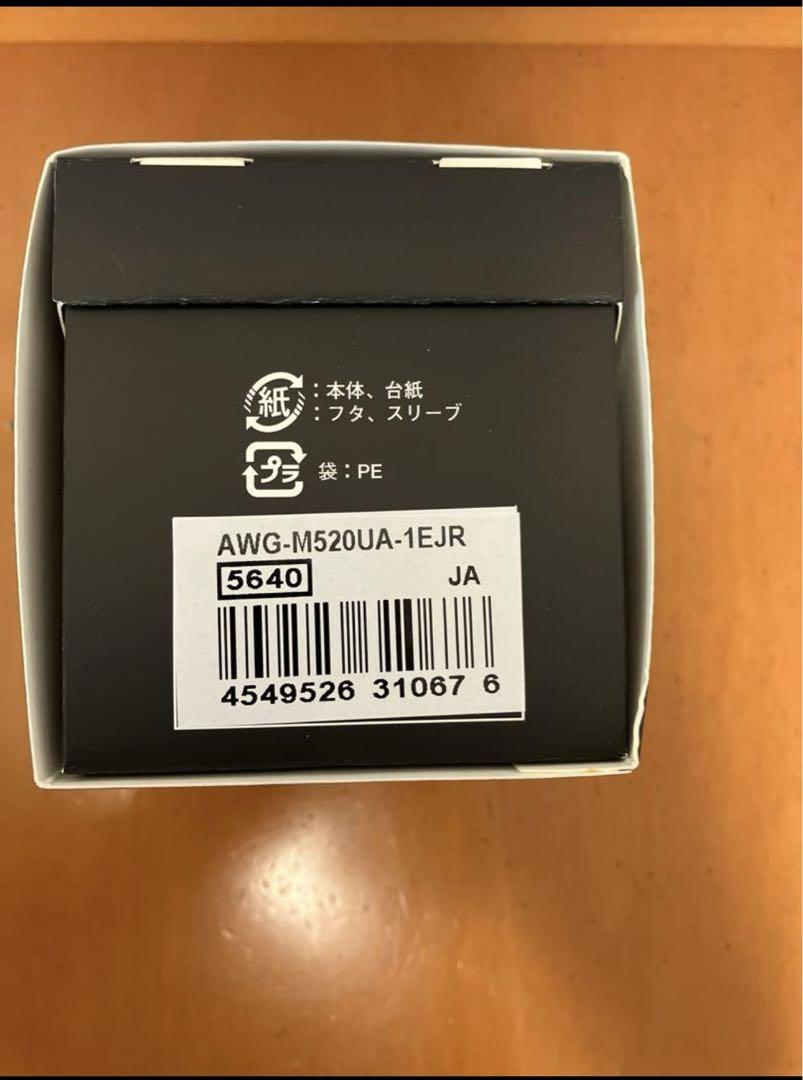 紙：本体、台紙
：フタ、スリーブ
プラ 袋：PE
AWG-M520UA-1EJR
5640 JA
4549526 31067 6